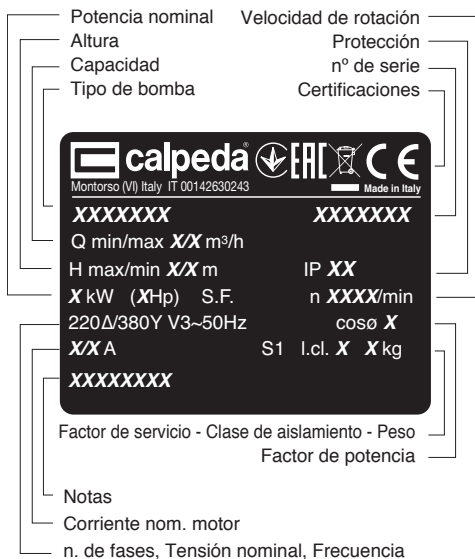 Potencia nominal Velocidad de rotación
Altura Protección
Capacidad nº de serie
Tipo de bomba Certificaciones
calpeda® EAC CE
Montorso (VI) Italy IT 00142630243 Made in Italy
XXXXXXX XXXXXXX
Q min/max X/X m³/h
H max/min X/X m IP XX
X kW (XHp) S.F. n XXXX/min
220Δ/380Y V3~50Hz cosø X
X/X A S1 I.cl. X X kg
XXXXXXXX
Factor de servicio - Clase de aislamiento - Peso
Factor de potencia
Notas
Corriente nom. motor
n. de fases, Tensión nominal, Frecuencia